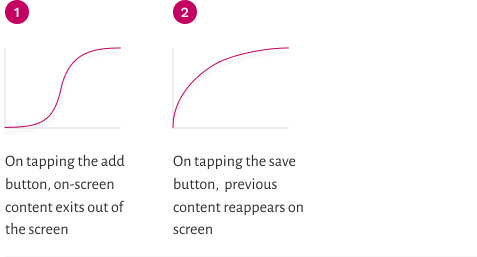 1
2
On tapping the add
button, on-screen
content exits out of
the screen
On tapping the save
button,  previous
content reappears on
screen